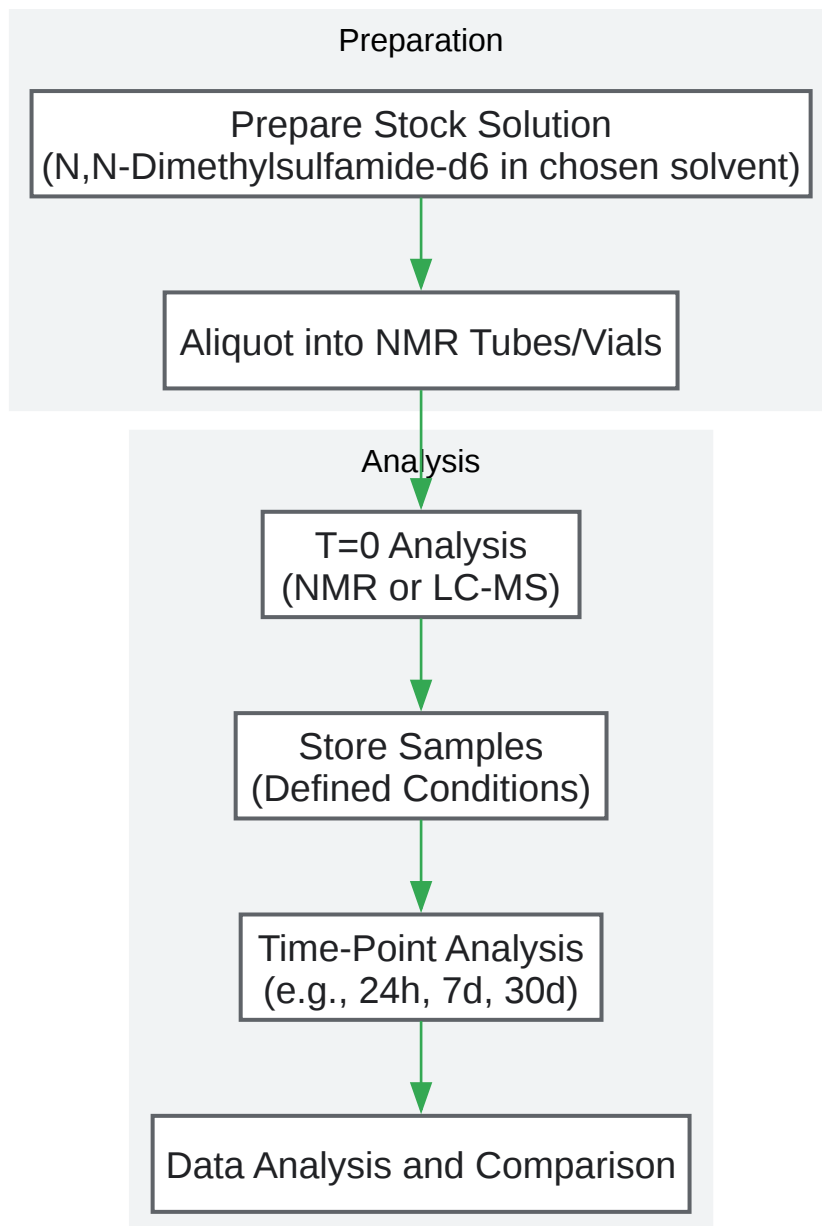 Preparation
Prepare Stock Solution
(N,N-Dimethylsulfamide-d6 in chosen solvent)
Aliquot into NMR Tubes/Vials
Analysis
T=0 Analysis
(NMR or LC-MS)
Store Samples
(Defined Conditions)
Time-Point Analysis
(e.g., 24h, 7d, 30d)
Data Analysis and Comparison